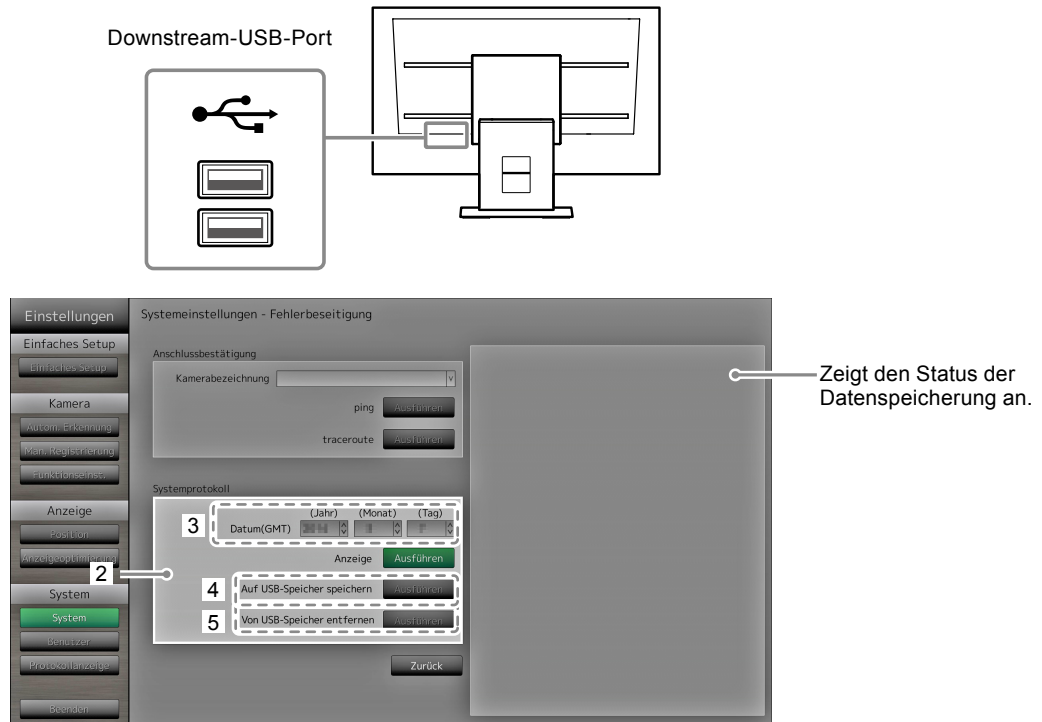 Downstream-USB-Port
Einstellungen
Systemeinstellungen - Fehlerbeseitigung
Einfaches Setup
Einfaches Setup
Anschlussbestätigung
Kamerabezeichnung
Kamera
ping Ausführen
Autom. Erkennung
traceroute Ausführen
Man. Registrierung
Funktionseinst.
Zeigt den Status der
Datenspeicherung an.
Systemprotokoll
Anzeige
(Jahr) (Monat) (Tag)
3 Datum(GMT)
Position
Anzeige Ausführen
Anzeigeoptimierung
2
4 Auf USB-Speicher speichern Ausführen
System
5 Von USB-Speicher entfernen Ausführen
System
Benutzer
Protokollanzeige
Zurück
Beenden